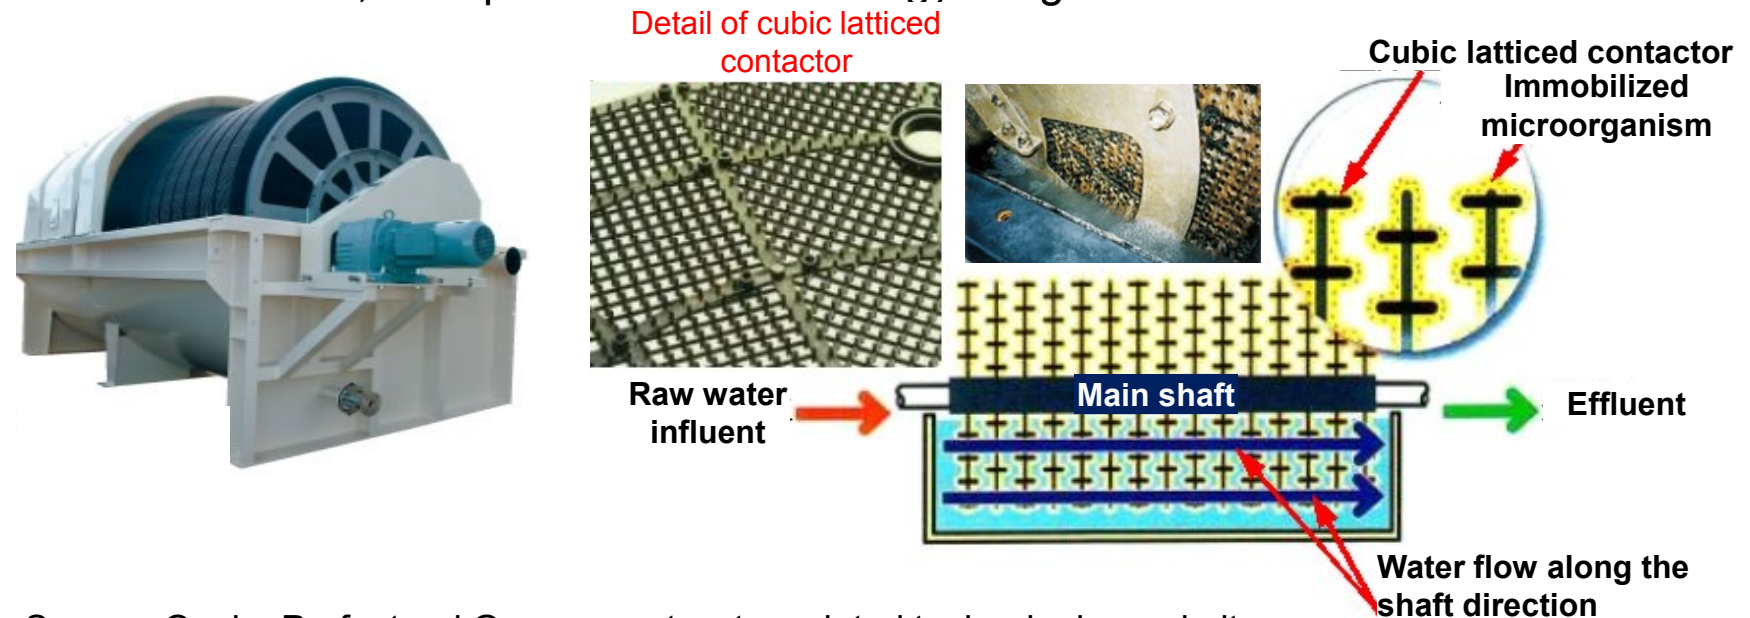 Detail of cubic latticed
contactor
Cubic latticed contactor
Immobilized
microorganism
Raw water
influent
Main shaft
Effluent
Water flow along the
shaft direction